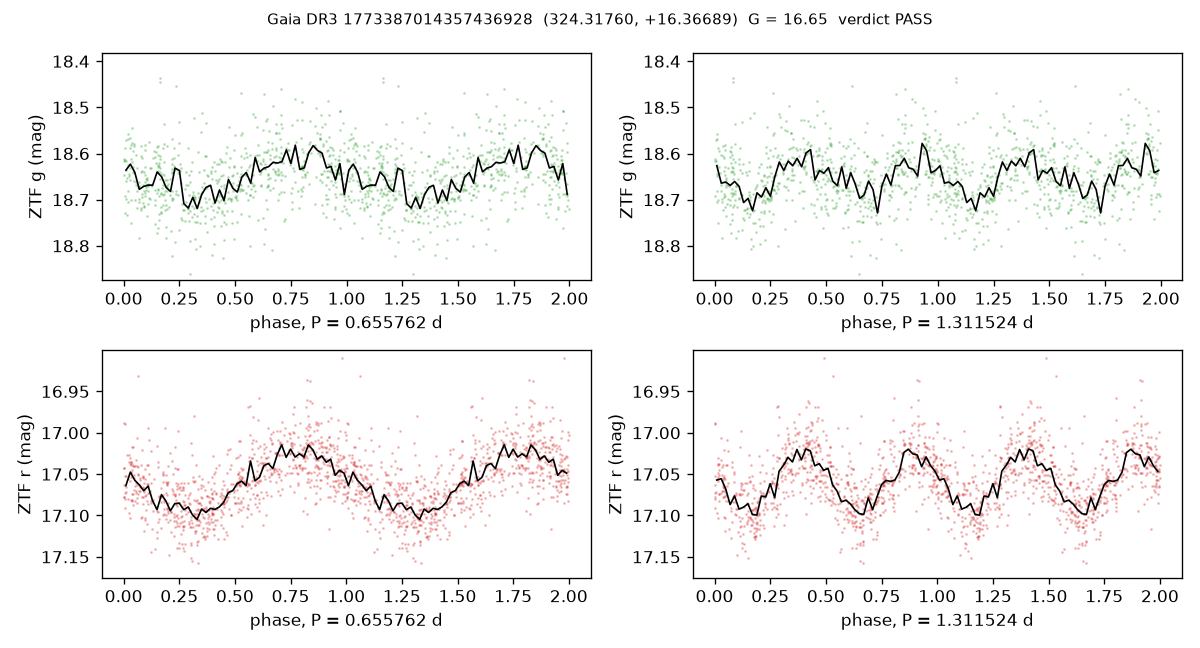 Gaia DR3 1773387014357436928 (324.31760, +16.36689) G = 16.65 verdict PASS
ZTF g (mag)
18.4
18.5
18.6
18.7
18.8
0.00 0.25 0.50 0.75 1.00 1.25 1.50 1.75 2.00
phase, P = 0.655762 d
ZTF g (mag)
18.4
18.5
18.6
18.7
18.8
0.00 0.25 0.50 0.75 1.00 1.25 1.50 1.75 2.00
phase, P = 1.311524 d
ZTF r (mag)
16.95
17.00
17.05
17.10
17.15
0.00 0.25 0.50 0.75 1.00 1.25 1.50 1.75 2.00
phase, P = 0.655762 d
ZTF r (mag)
16.95
17.00
17.05
17.10
17.15
0.00 0.25 0.50 0.75 1.00 1.25 1.50 1.75 2.00
phase, P = 1.311524 d